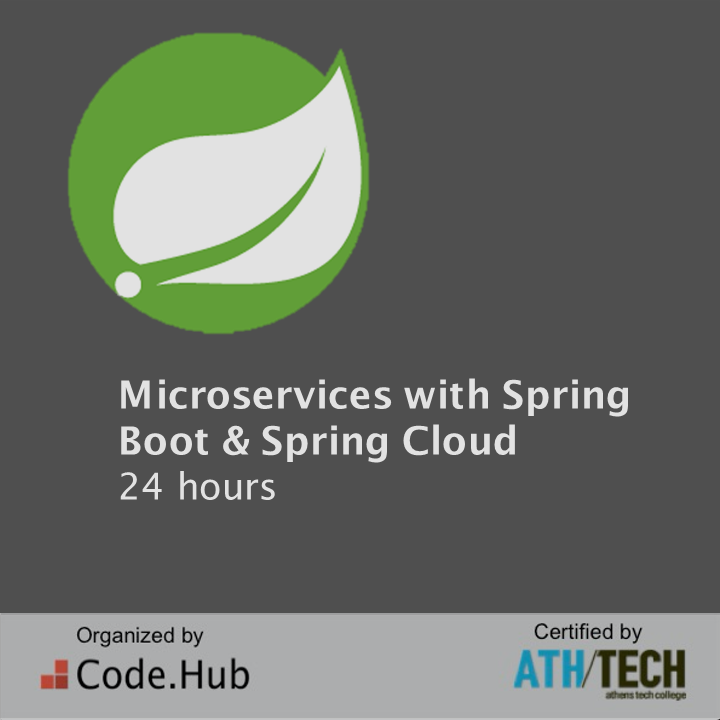 Microservices with Spring
Boot & Spring Cloud
24 hours
Organized by
Code.Hub
Certified by
ATH/TECH
athens tech college